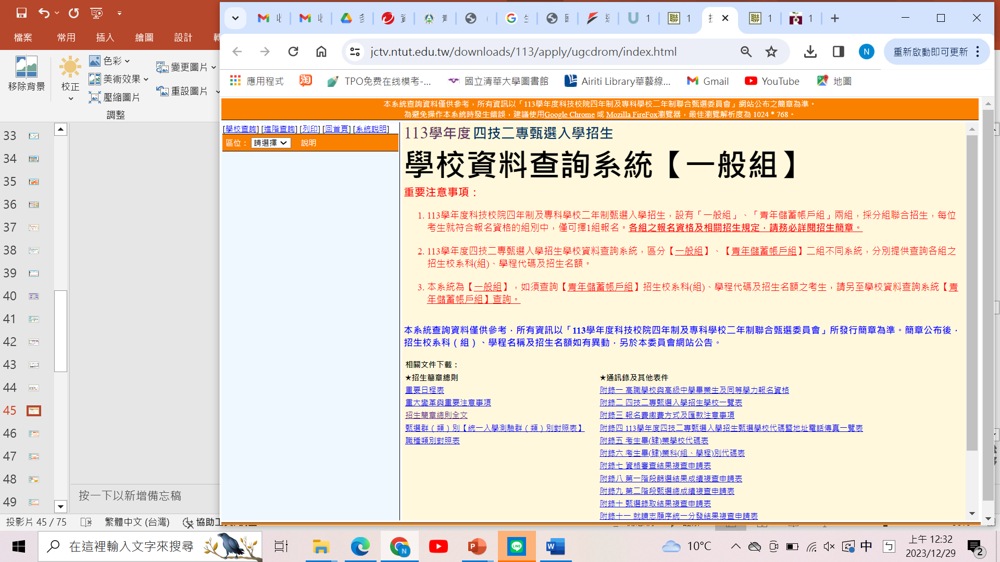 檔案 常用 插入 繪圖 設計
移除背景
校正
色彩
美術效果
壓縮圖片
變更圖片
重設圖片
調整
33
34
35
36
37
38
39
40
41
42
43
44
45
46
47
48
49
按一下以新增備忘稿
投影片 45 / 75 繁體中文 (台灣)
jctv.ntut.edu.tw/downloads/113/apply/ugcdrom/index.html
N
重新啟動即可更新
應用程式
淘
TPO免费在线模考-...
國立清華大學圖書館
Airiti Library華藝線...
Gmail
YouTube
地圖
本系統查詢資料僅供參考，所有資訊以「113學年度科技校院四年制及專科學校二年制聯合甄選委員會」網站公布之簡章為準。
為避免操作本系統時發生錯誤，建議使用Google Chrome 或 Mozilla FireFox瀏覽器，最佳瀏覽解析度為 1024 * 768。
[學校查詢] [進階查詢] [列印] [回首頁] [系統說明]
區位： 請選擇 說明
113學年度 四技二專甄選入學招生
學校資料查詢系統【一般組】
重要注意事項：
1. 113學年度科技校院四年制及專科學校二年制甄選入學招生，設有「一般組」、「青年儲蓄帳戶組」兩組，採分組聯合招生，每位
考生就符合報名資格的組別中，僅可擇1組報名。各組之報名資格及相關招生規定，請務必詳閱招生簡章。
2. 113學年度四技二專甄選入學招生學校資料查詢系統，區分【一般組】、【青年儲蓄帳戶組】二組不同系統，分別提供查詢各組之
招生校系科(組)、學程代碼及招生名額。
3. 本系統為【一般組】，如須查詢【青年儲蓄帳戶組】招生校系科(組)、學程代碼及招生名額之考生，請另至學校資料查詢系統【青
年儲蓄帳戶組】查詢。
本系統查詢資料僅供參考，所有資訊以「113學年度科技校院四年制及專科學校二年制聯合甄選委員會」所發行簡章為準。簡章公布後，
招生校系科（組）、學程名稱及招生名額如有異動，另於本委員會網站公告。
相關文件下載：
★招生簡章總則
重要日程表
重大變革與重要注意事項
招生簡章總則全文
甄選群（類）別【統一入學測驗群（類）別對照表】
職種類別對照表
★通訊錄及其他表件
附錄一 高職學校與高級中學畢業生及同等學力報名資格
附錄二 四技二專甄選入學招生學校一覽表
附錄三 報名費繳費方式及匯款注意事項
附錄四 113學年度四技二專甄選入學招生甄選學校代碼暨地址電話傳真一覽表
附錄五 考生畢(肄)業學校代碼表
附錄六 考生畢(肄)業科(組、學程)別代碼表
附錄七 資格審查結果複查申請表
附錄八 第一階段篩選結果成績複查申請表
附錄九 第二階段甄選總成績複查申請表
附錄十 甄選錄取結果複查申請表
附錄十一 就讀志願序統一分發結果複查申請表
在這裡輸入文字來搜尋
10°C
中
ㄅ
上午 12:32
2023/12/29
2